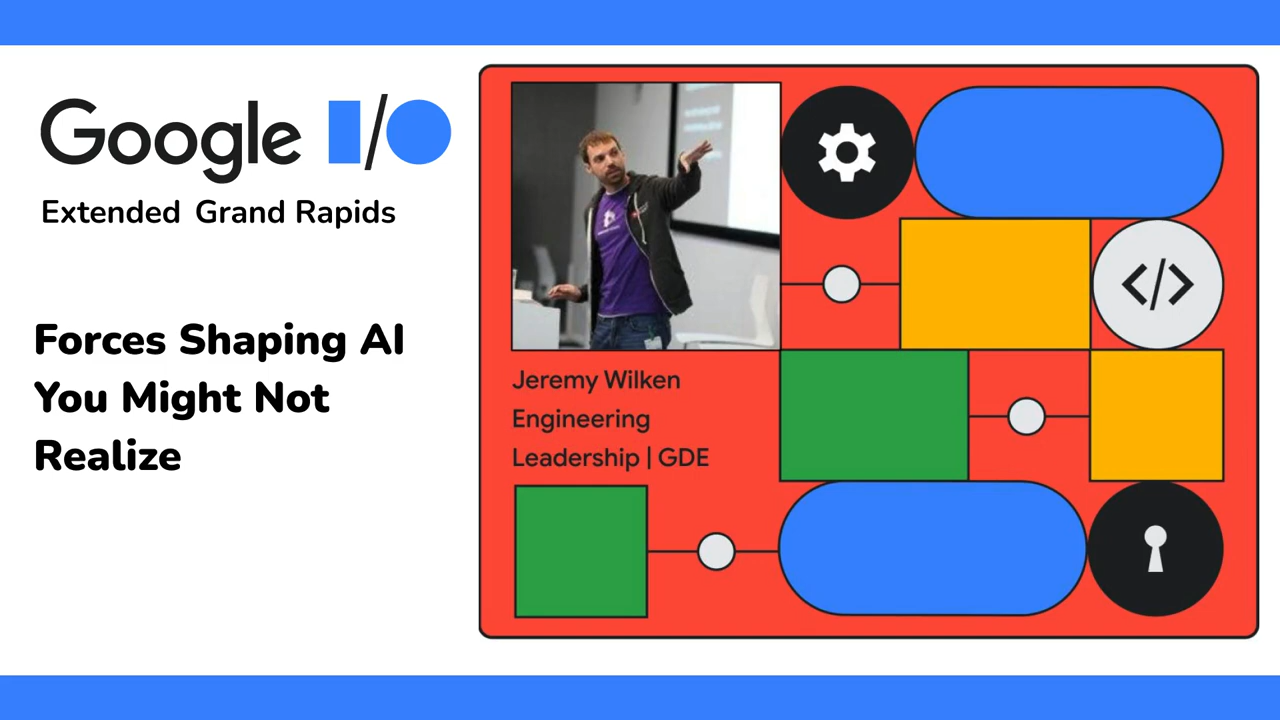 Google I/O
Extended Grand Rapids
Forces Shaping AI
You Might Not
Realize
Jeremy Wilken
Engineering
Leadership | GDE
</>